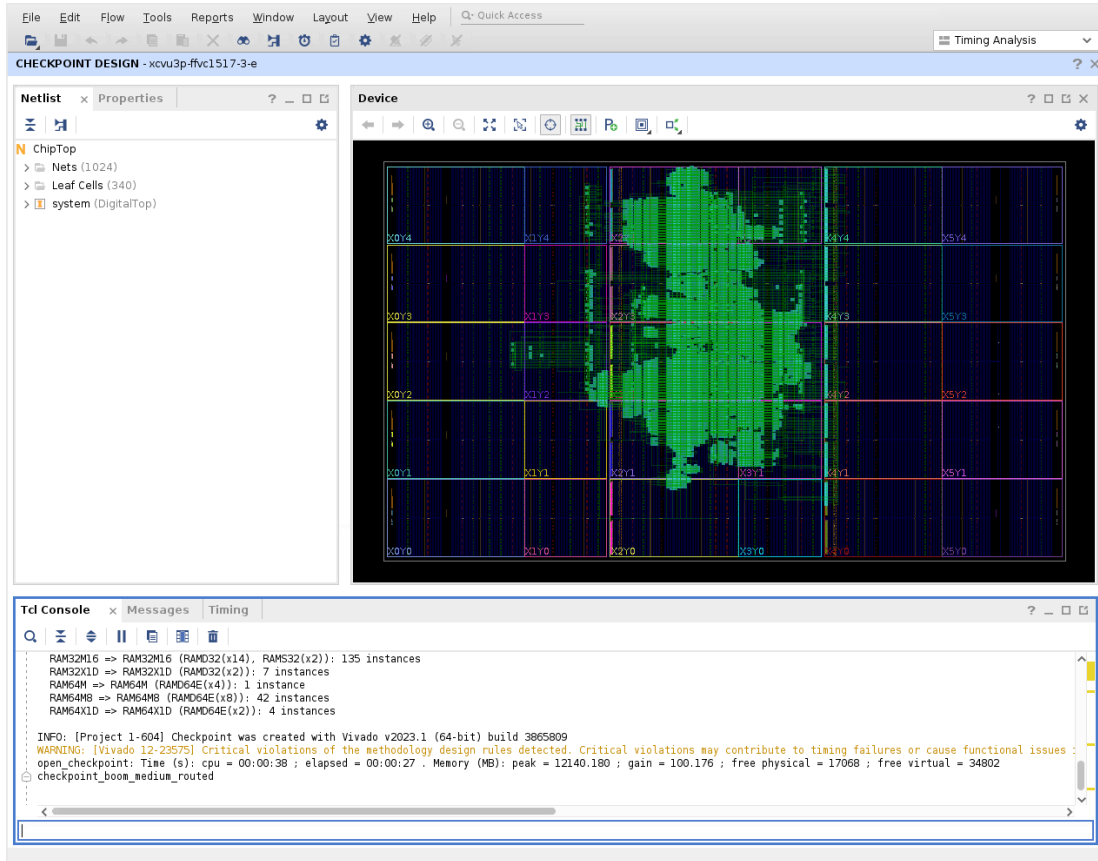 File Edit Flow Tools Reports Window Layout View Help Q- Quick Access
Timing Analysis
CHECKPOINT DESIGN - xcvu3p-ffvc1517-3-e
Netlist Properties
ChipTop
Nets (1024)
Leaf Cells (340)
system (DigitalTop)
Device
X0Y4 X1Y4 X4Y4 X5Y4
X0Y3 X1Y3 X2Y3 X4Y3 X5Y3
X0Y2 X1Y2 X4Y2 X5Y2
X0Y1 X1Y1 X2Y1 X3Y1 X4Y1 X5Y1
X0Y0 X1Y0 X2Y0 X3Y0 X4Y0 X5Y0
Tcl Console Messages Timing
RAM32M16 => RAM32M16 (RAMD32(x14), RAMS32(x2)): 135 instances
RAM32X1D => RAM32X1D (RAMD32(x2)): 7 instances
RAM64M => RAM64M (RAMD64E(x4)): 1 instance
RAM64M8 => RAM64M8 (RAMD64E(x8)): 42 instances
RAM64X1D => RAM64X1D (RAMD64E(x2)): 4 instances
INFO: [Project 1-604] Checkpoint was created with Vivado v2023.1 (64-bit) build 3865809
WARNING: [Vivado 12-23575] Critical violations of the methodology design rules detected. Critical violations may contribute to timing failures or cause functional issues
open_checkpoint: Time (s): cpu = 00:00:38 ; elapsed = 00:00:27 . Memory (MB): peak = 12140.180 ; gain = 100.176 ; free physical = 17068 ; free virtual = 34802
checkpoint_boom_medium_routed